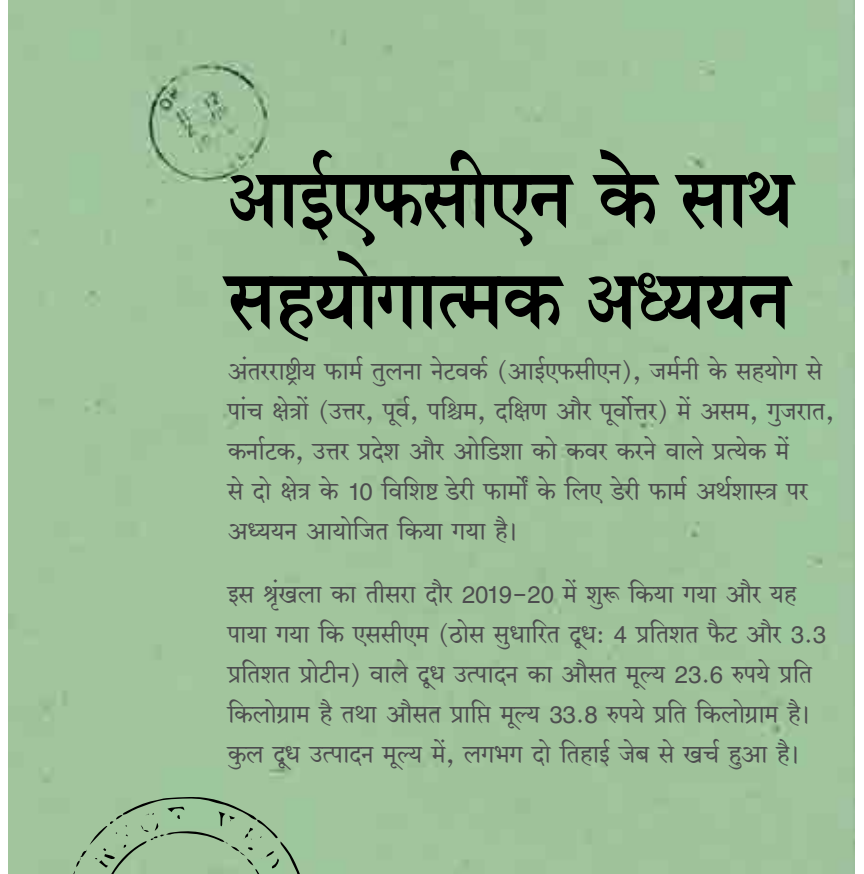 आईएफसीएन के साथ
सहयोगात्मक अध्ययन
अंतरराष्ट्रीय फार्म तुलना नेटवर्क (आईएफसीएन), जर्मनी के सहयोग से
पांच क्षेत्रों (उत्तर, पूर्व, पश्चिम, दक्षिण और पूर्वोत्तर) में असम, गुजरात,
कर्नाटक, उत्तर प्रदेश और ओडिशा को कवर करने वाले प्रत्येक में
से दो क्षेत्र के 10 विशिष्ट डेरी फार्मों के लिए डेरी फार्म अर्थशास्त्र पर
अध्ययन आयोजित किया गया है।
इस श्रृंखला का तीसरा दौर 2019-20 में शुरू किया गया और यह
पाया गया कि एससीएम (ठोस सुधारित दूध: 4 प्रतिशत फैट और 3.3
प्रतिशत प्रोटीन) वाले दूध उत्पादन का औसत मूल्य 23.6 रुपये प्रति
किलोग्राम है तथा औसत प्राप्ति मूल्य 33.8 रुपये प्रति किलोग्राम है।
कुल दूध उत्पादन मूल्य में, लगभग दो तिहाई जेब से खर्च हुआ है।